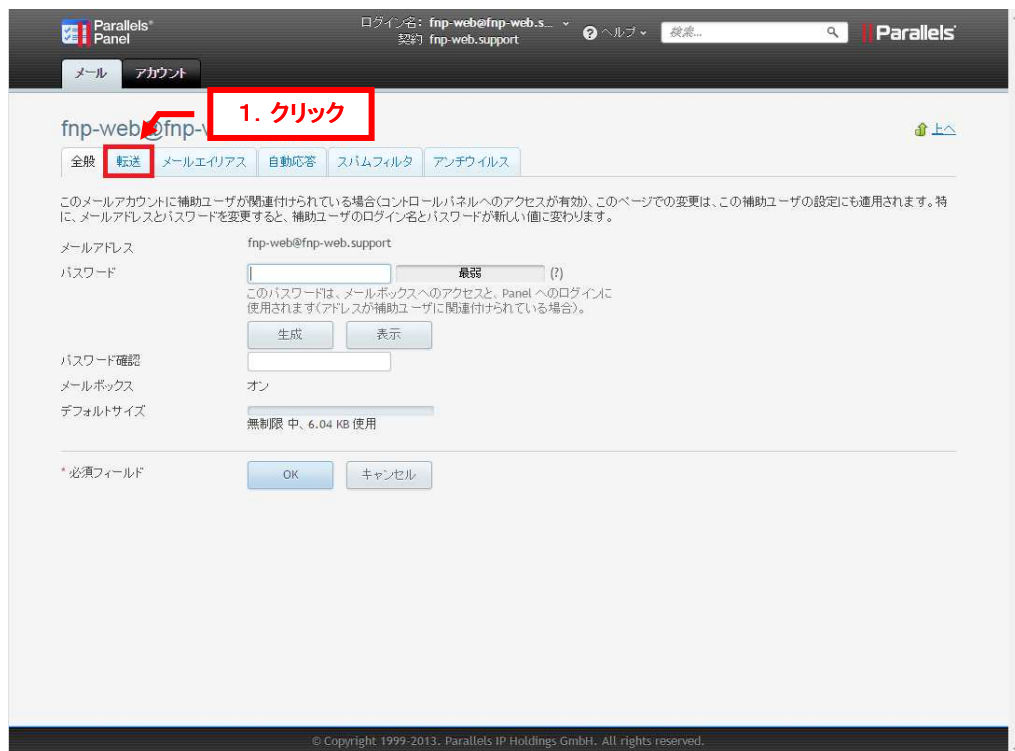 Parallels® Panel
ログイン名: fnp-web@fnp-web.s...
契約 fnp-web.support
ヘルプ
検索...
Parallels®
メール アカウント
1. クリック
fnp-web@fnp-
上へ
全般 転送 メールエイリアス 自動応答 スパムフィルタ アンチウイルス
このメールアカウントに補助ユーザが関連付けられている場合(コントロールパネルへのアクセスが有効)、このページでの変更は、この補助ユーザの設定にも適用されます。特
に、メールアドレスとパスワードを変更すると、補助ユーザのログイン名とパスワードが新しい値に変わります。
メールアドレス fnp-web@fnp-web.support
パスワード 最弱 (?)
このパスワードは、メールボックスへのアクセスと、Panel へのログインに
使用されます(アドレスが補助ユーザに関連付けられている場合)。
生成 表示
パスワード確認
メールボックス オン
デフォルトサイズ
無制限 中、6.04 KB 使用
* 必須フィールド OK キャンセル
© Copyright 1999-2013. Parallels IP Holdings GmbH. All rights reserved.